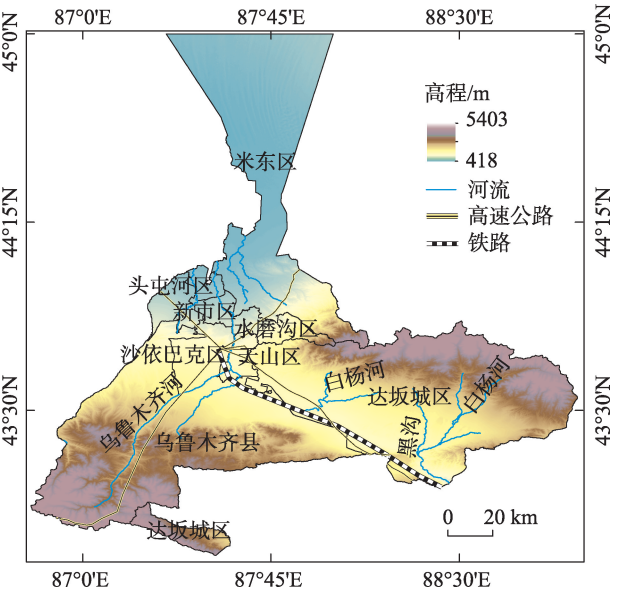 87°0'E 87°45'E 88°30'E
45°0'N 45°0'N
高程/m
5403
418
米东区
河流
高速公路
铁路
44°15'N 44°15'N
头屯河区
新市区
水磨沟区
沙依巴克区 天山区
白杨河
达坂城区
白杨河
43°30'N 43°30'N
乌鲁木齐河
乌鲁木齐县
黑沟
达坂城区
0 20 km
87°0'E 87°45'E 88°30'E